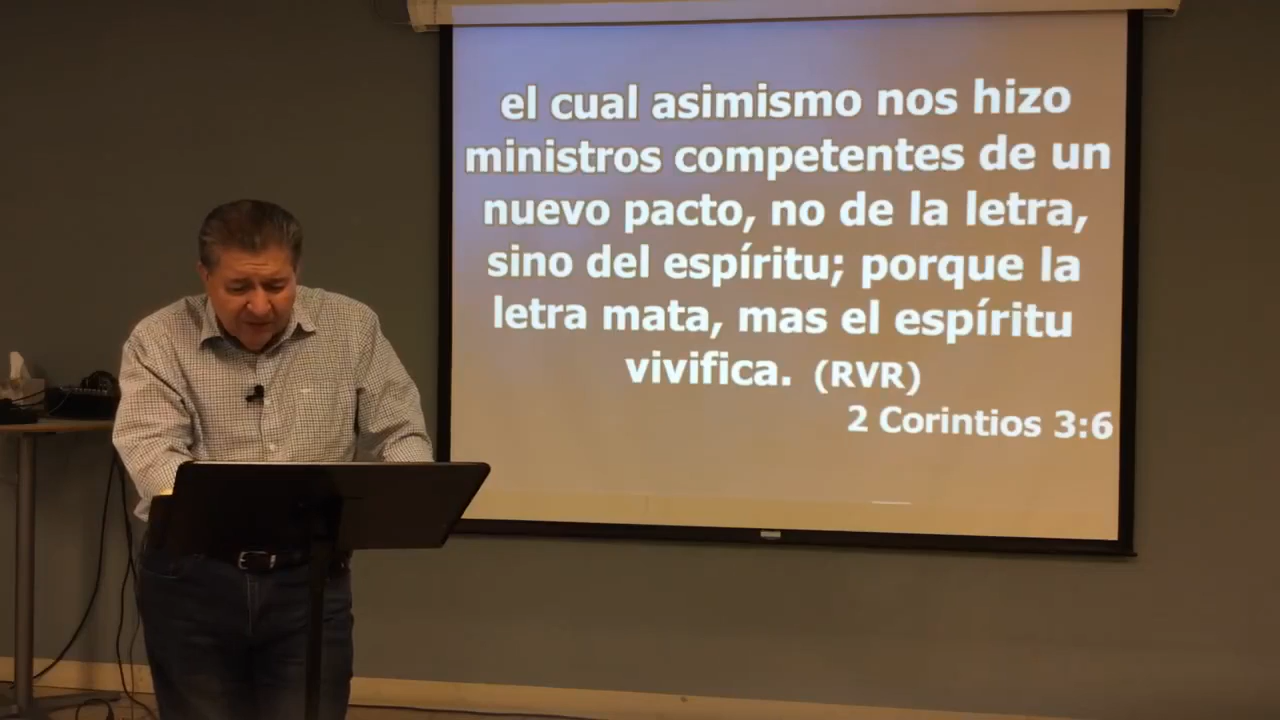 el cual asimismo nos hizo
ministros competentes de un
nuevo pacto, no de la letra,
sino del espíritu; porque la
letra mata, mas el espíritu
vivifica. (RVR)
2 Corintios 3:6